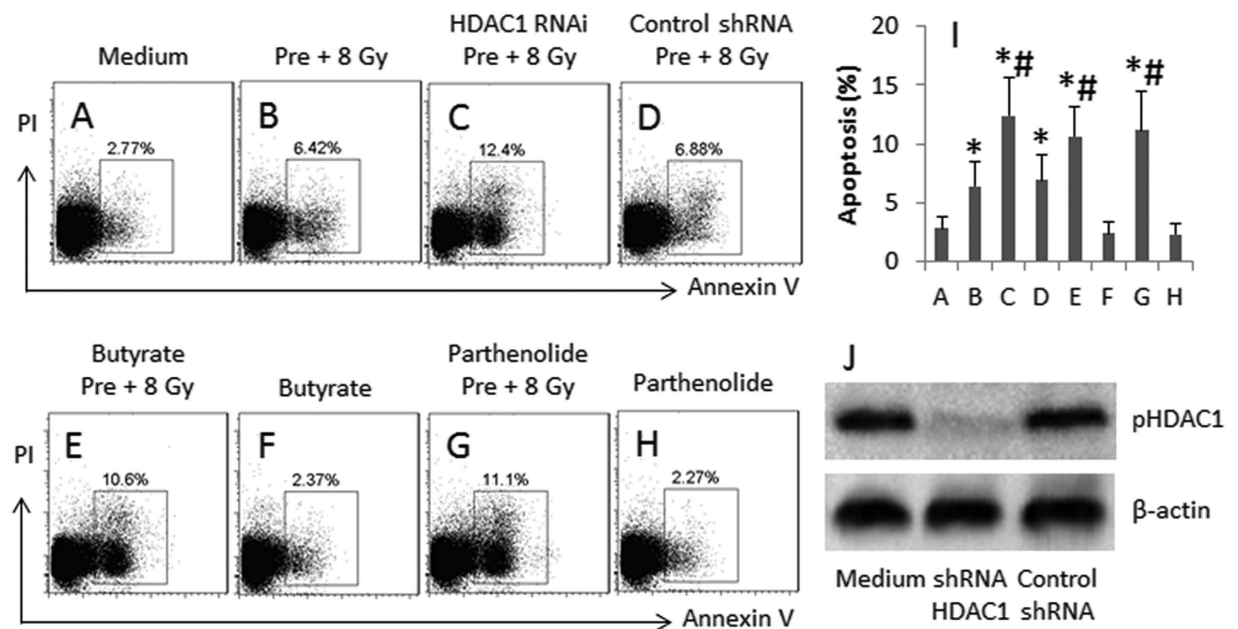 HDAC1 RNAi Control shRNA
Medium Pre + 8 Gy Pre + 8 Gy Pre + 8 Gy
PI
A B C D
2.77% 6.42% 12.4% 6.88%
Annexin V
Butyrate Parthenolide
Pre + 8 Gy Butyrate Pre + 8 Gy Parthenolide
PI
E F G H
10.6% 2.37% 11.1% 2.27%
Annexin V
I
Apoptosis (%)
20
15
10
5
0
* *# * *# *#
A B C D E F G H
J
pHDAC1
β-actin
Medium shRNA Control
HDAC1 shRNA